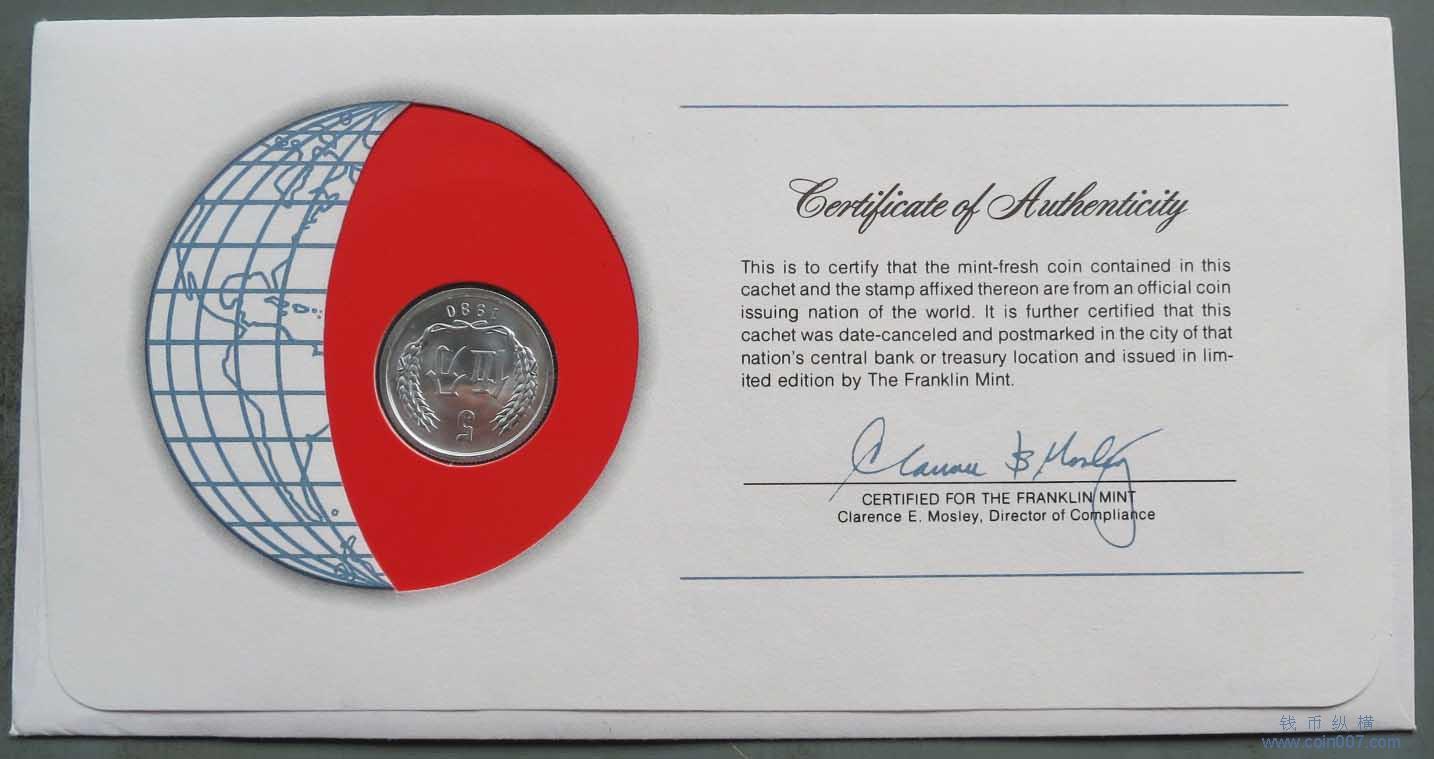 1980
伍分
5
Certificate of Authenticity
This is to certify that the mint-fresh coin contained in this
cachet and the stamp affixed thereon are from an official coin
issuing nation of the world. It is further certified that this
cachet was date-canceled and postmarked in the city of that
nation's central bank or treasury location and issued in lim-
ited edition by The Franklin Mint.
CERTIFIED FOR THE FRANKLIN MINT
Clarence E. Mosley, Director of Compliance
钱币纵横
www.coin007.com